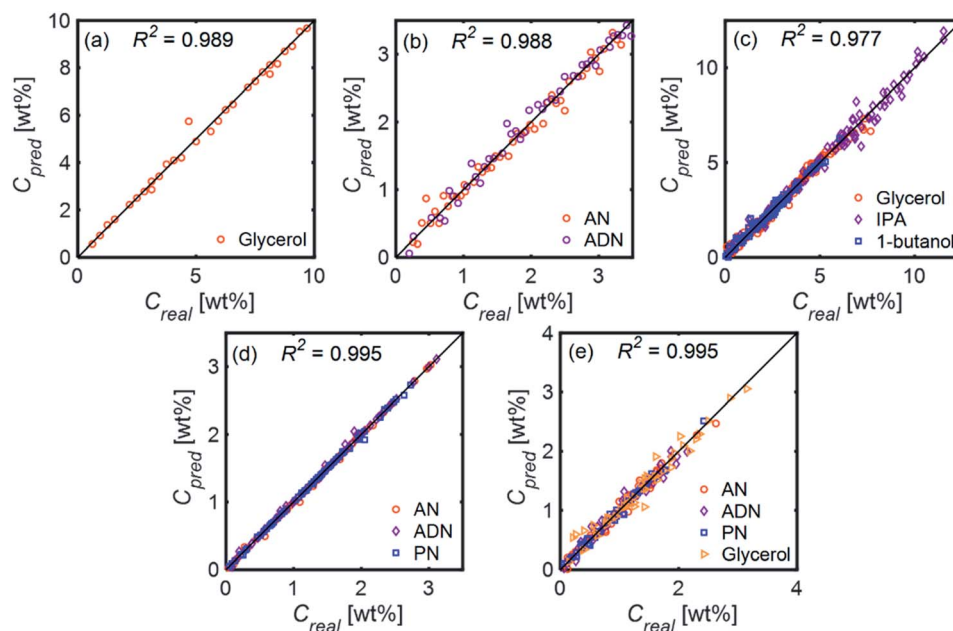 (a) R² = 0.989
10
8
6
4
2
0
0 5 10
C_pred [wt%]
C_real [wt%]
Glycerol
(b) R² = 0.988
3
2
1
0
0 1 2 3
C_pred [wt%]
C_real [wt%]
AN
ADN
(c) R² = 0.977
10
5
0
0 5 10
C_pred [wt%]
C_real [wt%]
Glycerol
IPA
1-butanol
(d) R² = 0.995
3
2
1
0
0 1 2 3
C_pred [wt%]
C_real [wt%]
AN
ADN
PN
(e) R² = 0.995
4
3
2
1
0
0 2 4
C_pred [wt%]
C_real [wt%]
AN
ADN
PN
Glycerol